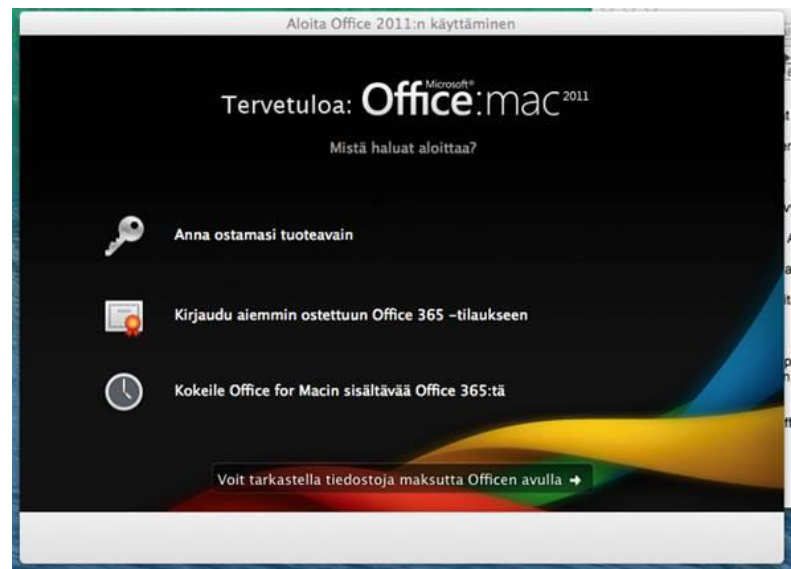 Aloita Office 2011:n käyttäminen
Tervetuloa: Microsoft® Office:mac 2011
Mistä haluat aloittaa?
Anna ostamasi tuoteavain
Kirjaudu aiemmin ostettuun Office 365 –tilaukseen
Kokeile Office for Macin sisältävää Office 365:tä
Voit tarkastella tiedostoja maksutta Officen avulla ➔